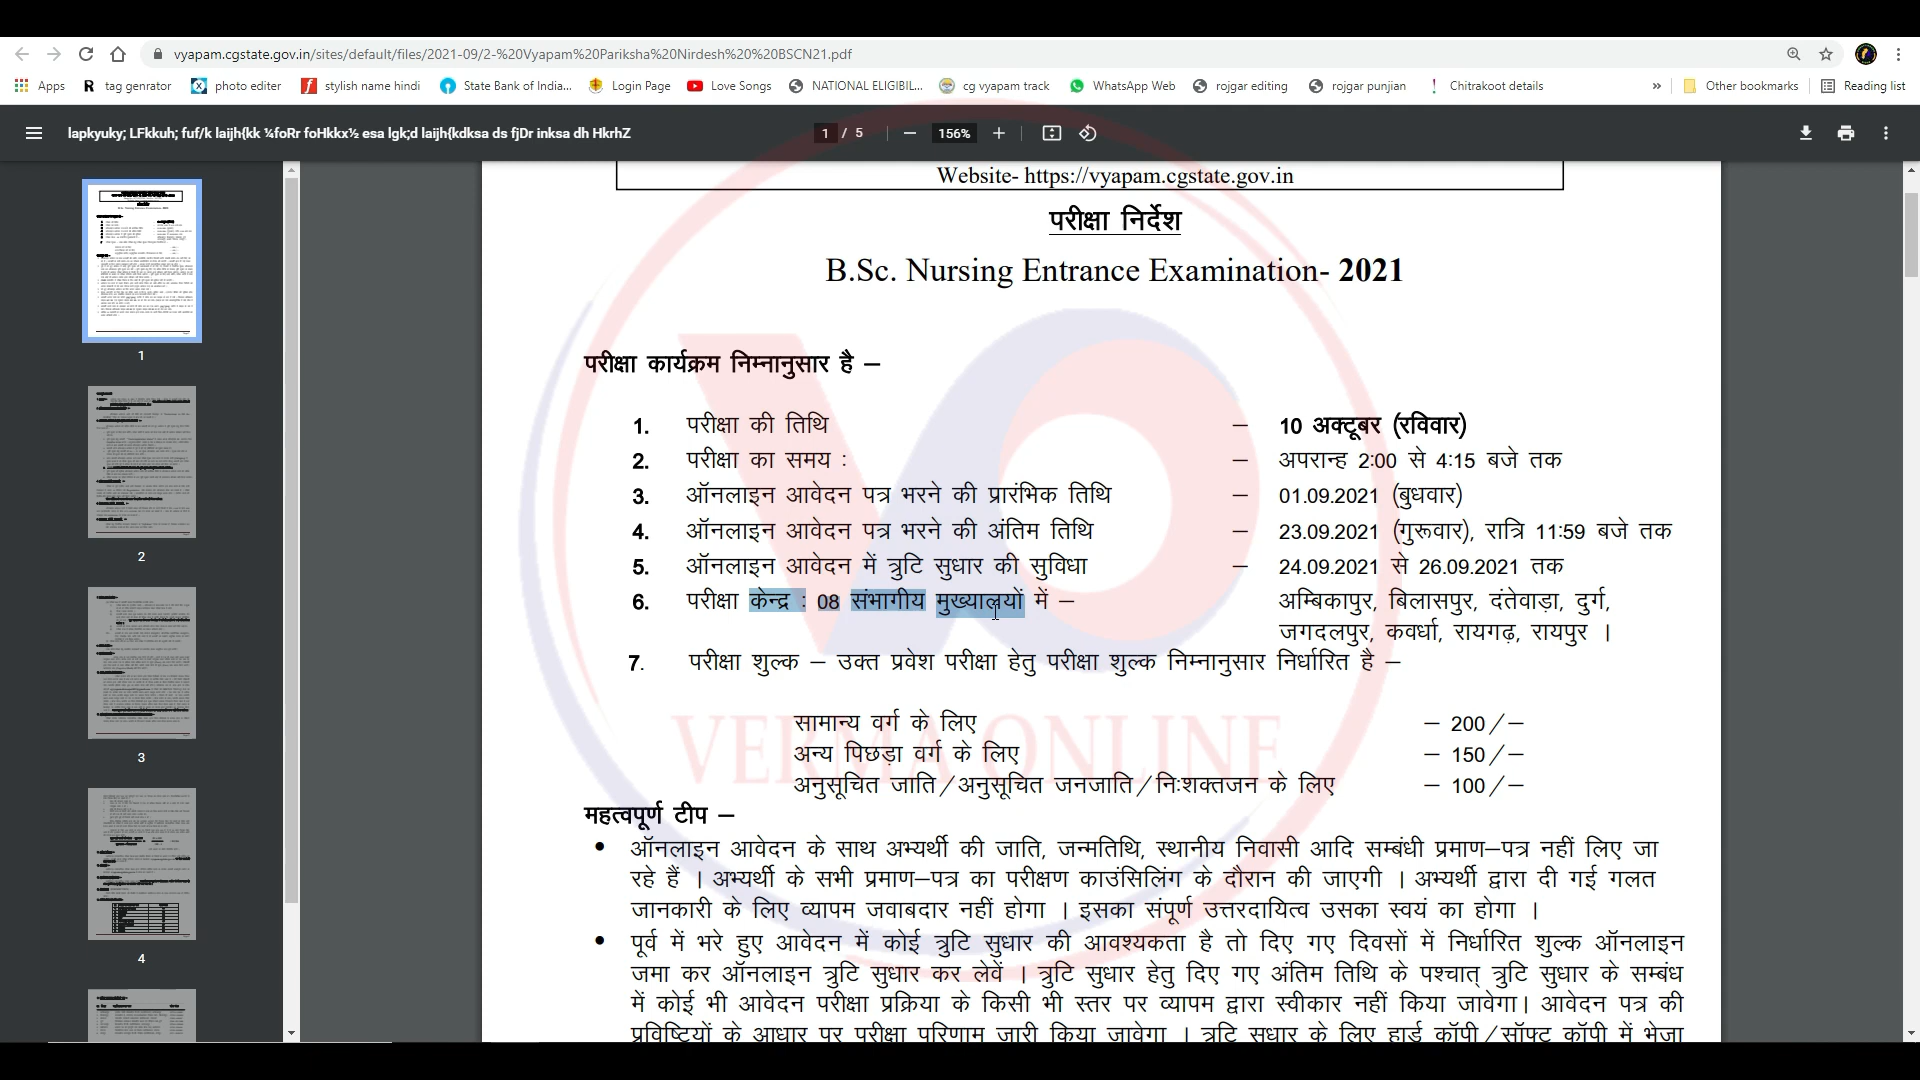 vyapam.cgstate.gov.in/sites/default/files/2021-09/2-%20Vyapam%20Pariksha%20Nirdesh%20%20BSCN21.pdf
Apps tag genrator photo editer stylish name hindi State Bank of India... Login Page Love Songs NATIONAL ELIGIBIL... cg vyapam track WhatsApp Web rojgar editing rojgar punjian Chitrakoot details » Other bookmarks Reading list
lapkyuky; LFkkuh; fuf/k laijh{kk ¼foRr foHkkx½ esa lgk;d laijh{kdksa ds fjDr inksa dh HkrhZ 1 / 5 156%
Website- https://vyapam.cgstate.gov.in
परीक्षा निर्देश
B.Sc. Nursing Entrance Examination- 2021
परीक्षा कार्यक्रम निम्नानुसार है –
1. परीक्षा की तिथि – 10 अक्टूबर (रविवार)
2. परीक्षा का समय : – अपरान्ह 2:00 से 4:15 बजे तक
3. ऑनलाइन आवेदन पत्र भरने की प्रारंभिक तिथि – 01.09.2021 (बुधवार)
4. ऑनलाइन आवेदन पत्र भरने की अंतिम तिथि – 23.09.2021 (गुरूवार), रात्रि 11:59 बजे तक
5. ऑनलाइन आवेदन में त्रुटि सुधार की सुविधा – 24.09.2021 से 26.09.2021 तक
6. परीक्षा केन्द्र : 08 संभागीय मुख्यालयों में – अम्बिकापुर, बिलासपुर, दंतेवाड़ा, दुर्ग,
जगदलपुर, कवर्धा, रायगढ़, रायपुर ।
7. परीक्षा शुल्क – उक्त प्रवेश परीक्षा हेतु परीक्षा शुल्क निम्नानुसार निर्धारित है –
सामान्य वर्ग के लिए – 200/–
अन्य पिछड़ा वर्ग के लिए – 150/–
अनुसूचित जाति/अनुसूचित जनजाति/निःशक्तजन के लिए – 100/–
VERMA ONLINE
महत्वपूर्ण टीप –
• ऑनलाइन आवेदन के साथ अभ्यर्थी की जाति, जन्मतिथि, स्थानीय निवासी आदि सम्बंधी प्रमाण–पत्र नहीं लिए जा
रहे हैं । अभ्यर्थी के सभी प्रमाण–पत्र का परीक्षण काउंसिलिंग के दौरान की जाएगी । अभ्यर्थी द्वारा दी गई गलत
जानकारी के लिए व्यापम जवाबदार नहीं होगा । इसका संपूर्ण उत्तरदायित्व उसका स्वयं का होगा ।
• पूर्व में भरे हुए आवेदन में कोई त्रुटि सुधार की आवश्यकता है तो दिए गए दिवसों में निर्धारित शुल्क ऑनलाइन
जमा कर ऑनलाइन त्रुटि सुधार कर लेवें । त्रुटि सुधार हेतु दिए गए अंतिम तिथि के पश्चात् त्रुटि सुधार के सम्बंध
में कोई भी आवेदन परीक्षा प्रक्रिया के किसी भी स्तर पर व्यापम द्वारा स्वीकार नहीं किया जावेगा। आवेदन पत्र की
प्रविष्टियों के आधार पर परीक्षा परिणाम जारी किया जावेगा । त्रुटि सुधार के लिए हार्ड कॉपी/सॉफ्ट कॉपी में भेजा
1
2
3
4